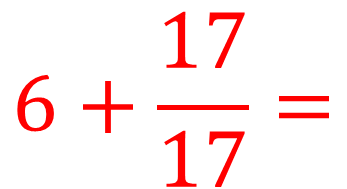 6 + 17/17 =